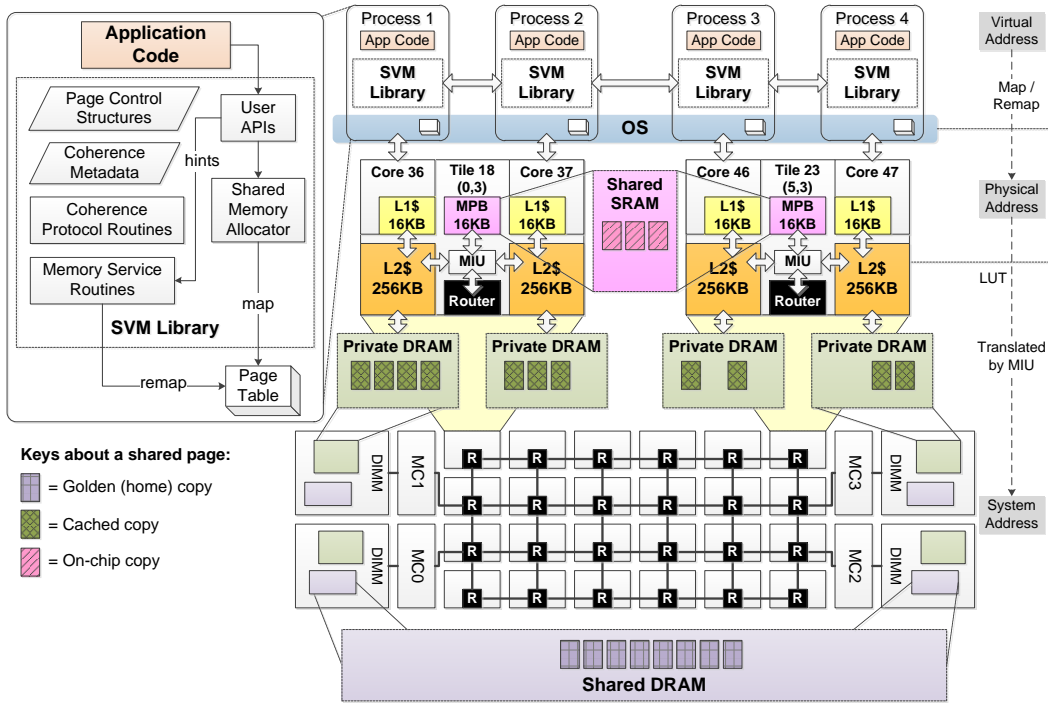 Application
Code
Page Control
Structures
User
APIs
hints
Coherence
Metadata
Shared
Memory
Allocator
Coherence
Protocol Routines
Memory Service
Routines
map
SVM Library
remap
Page
Table
Process 1
App Code
SVM
Library
Process 2
App Code
SVM
Library
Process 3
App Code
SVM
Library
Process 4
App Code
SVM
Library
OS
Virtual
Address
Map /
Remap
Physical
Address
LUT
Translated
by MIU
System
Address
Core 36
Tile 18
(0,3)
Core 37
L1$
16KB
MPB
16KB
L1$
16KB
L2$
256KB
MIU
Router
L2$
256KB
Shared
SRAM
Core 46
Tile 23
(5,3)
Core 47
L1$
16KB
MPB
16KB
L1$
16KB
L2$
256KB
MIU
Router
L2$
256KB
Private DRAM
Private DRAM
Private DRAM
Private DRAM
Keys about a shared page:
= Golden (home) copy
= Cached copy
= On-chip copy
DIMM
MC1
R R R R R R
MC3
DIMM
R R R R R R
DIMM
MC0
R R R R R R
MC2
DIMM
R R R R R R
Shared DRAM